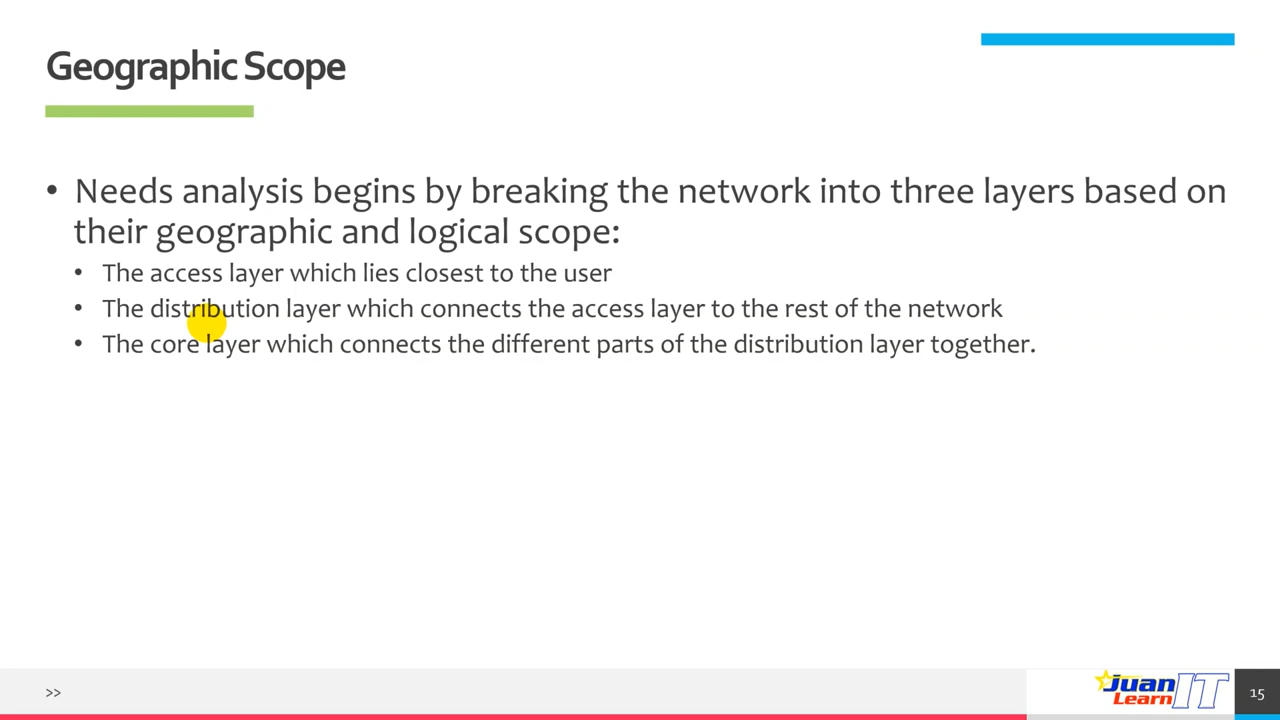 Geographic Scope
• Needs analysis begins by breaking the network into three layers based on
their geographic and logical scope:
• The access layer which lies closest to the user
• The distribution layer which connects the access layer to the rest of the network
• The core layer which connects the different parts of the distribution layer together.
>>
Juan
Learn IT
15